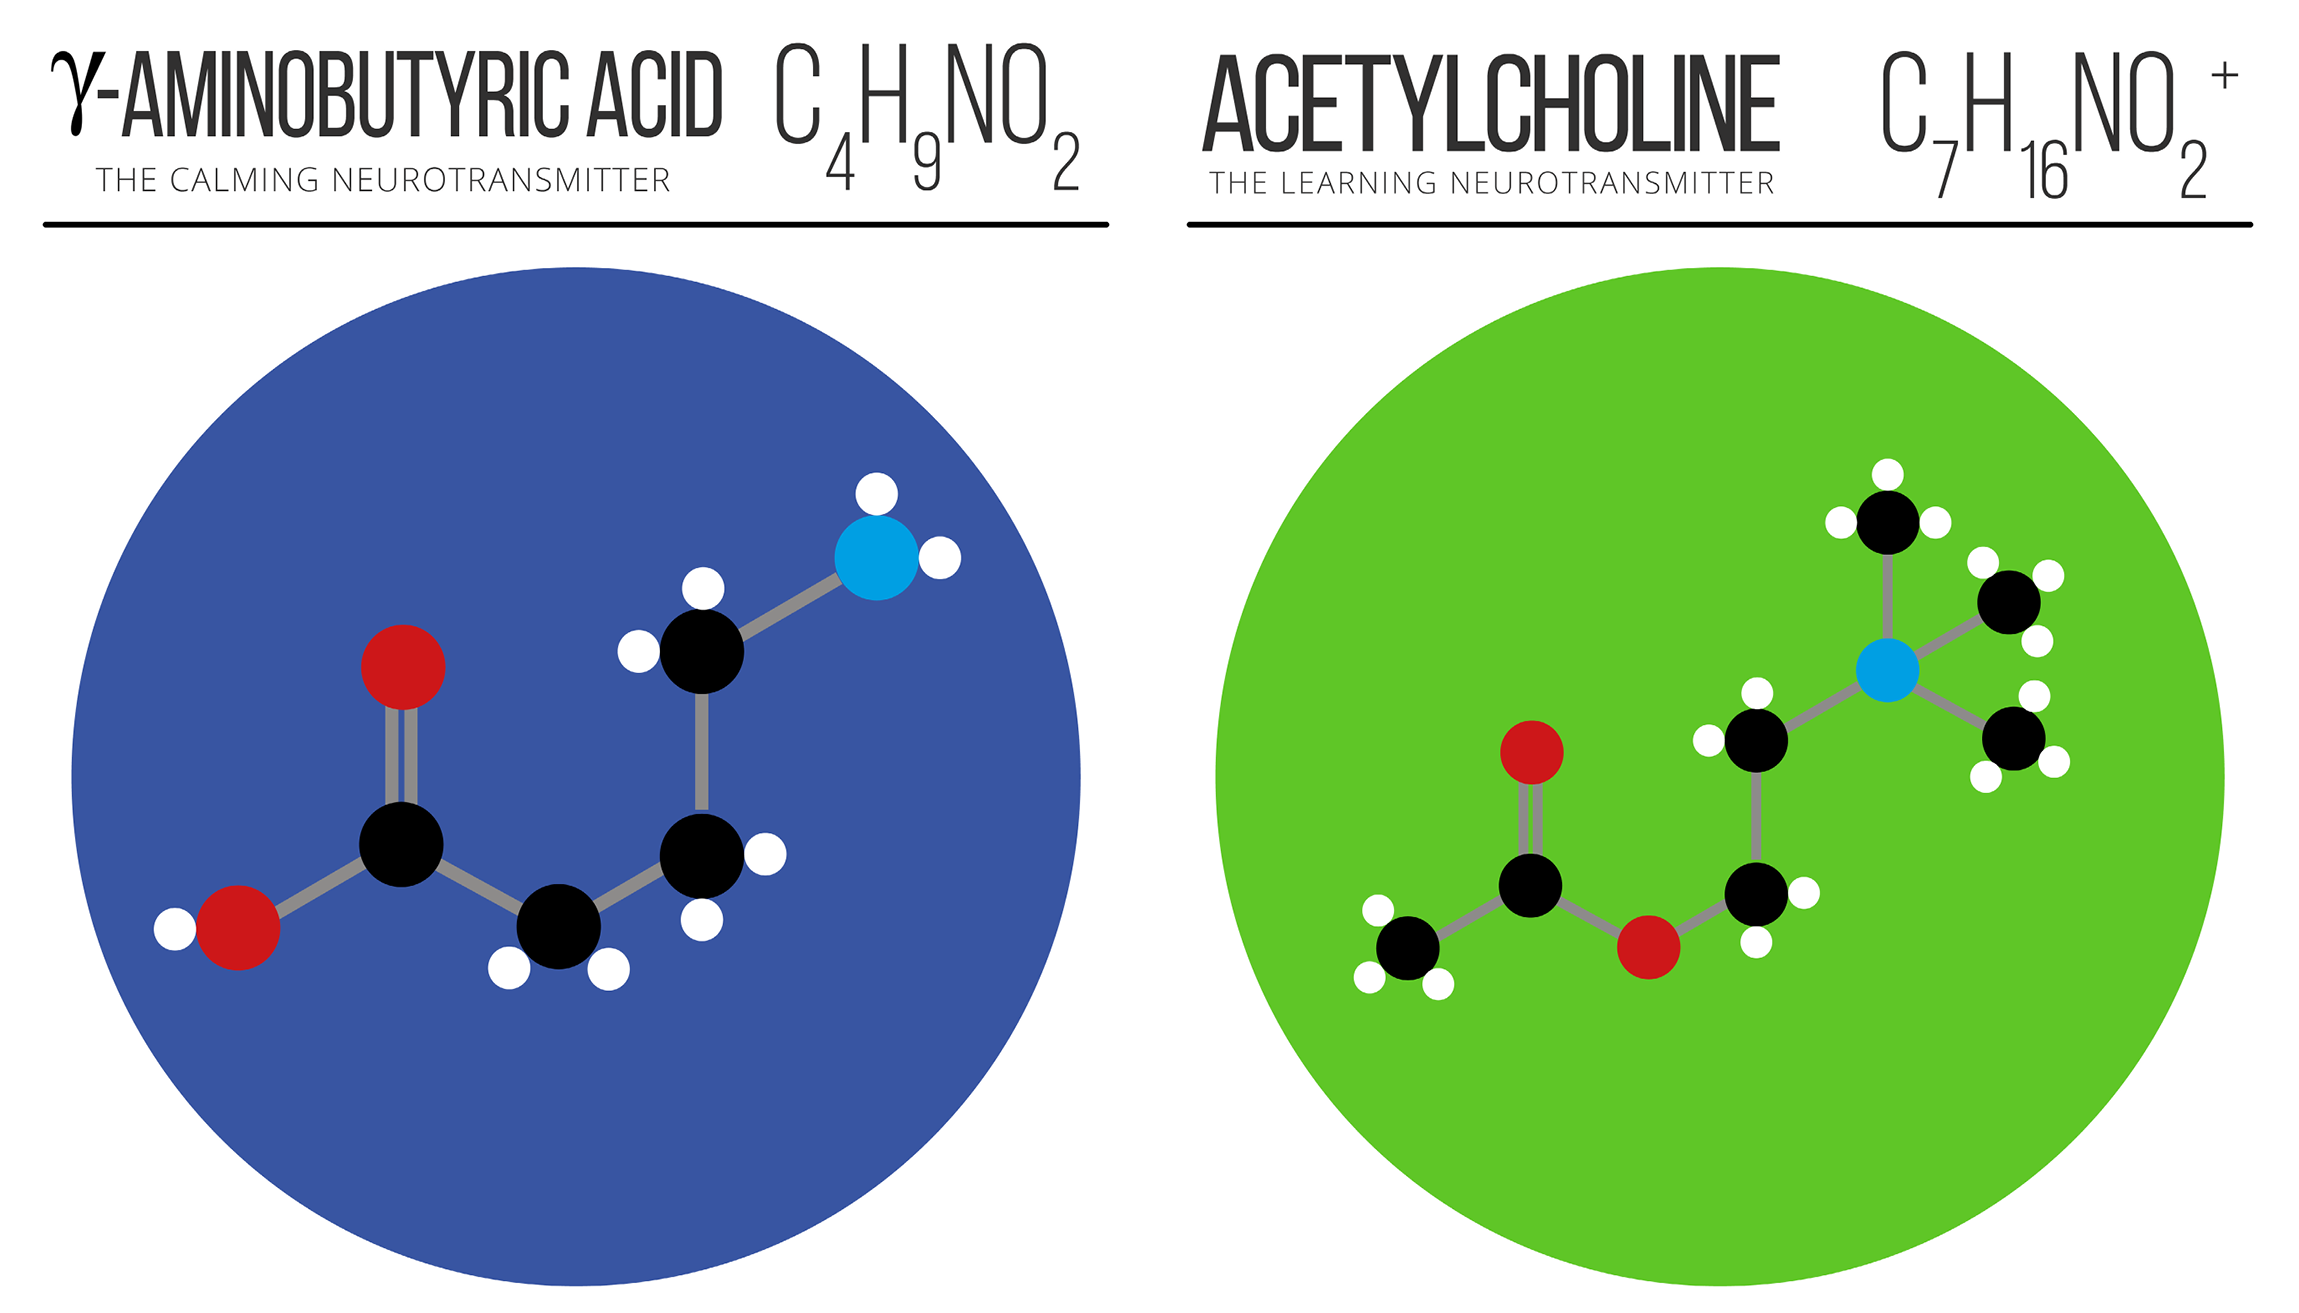 γ-AMINOBUTYRIC ACID C₄H₉NO₂
THE CALMING NEUROTRANSMITTER
ACETYLCHOLINE C₇H₁₆NO₂⁺
THE LEARNING NEUROTRANSMITTER